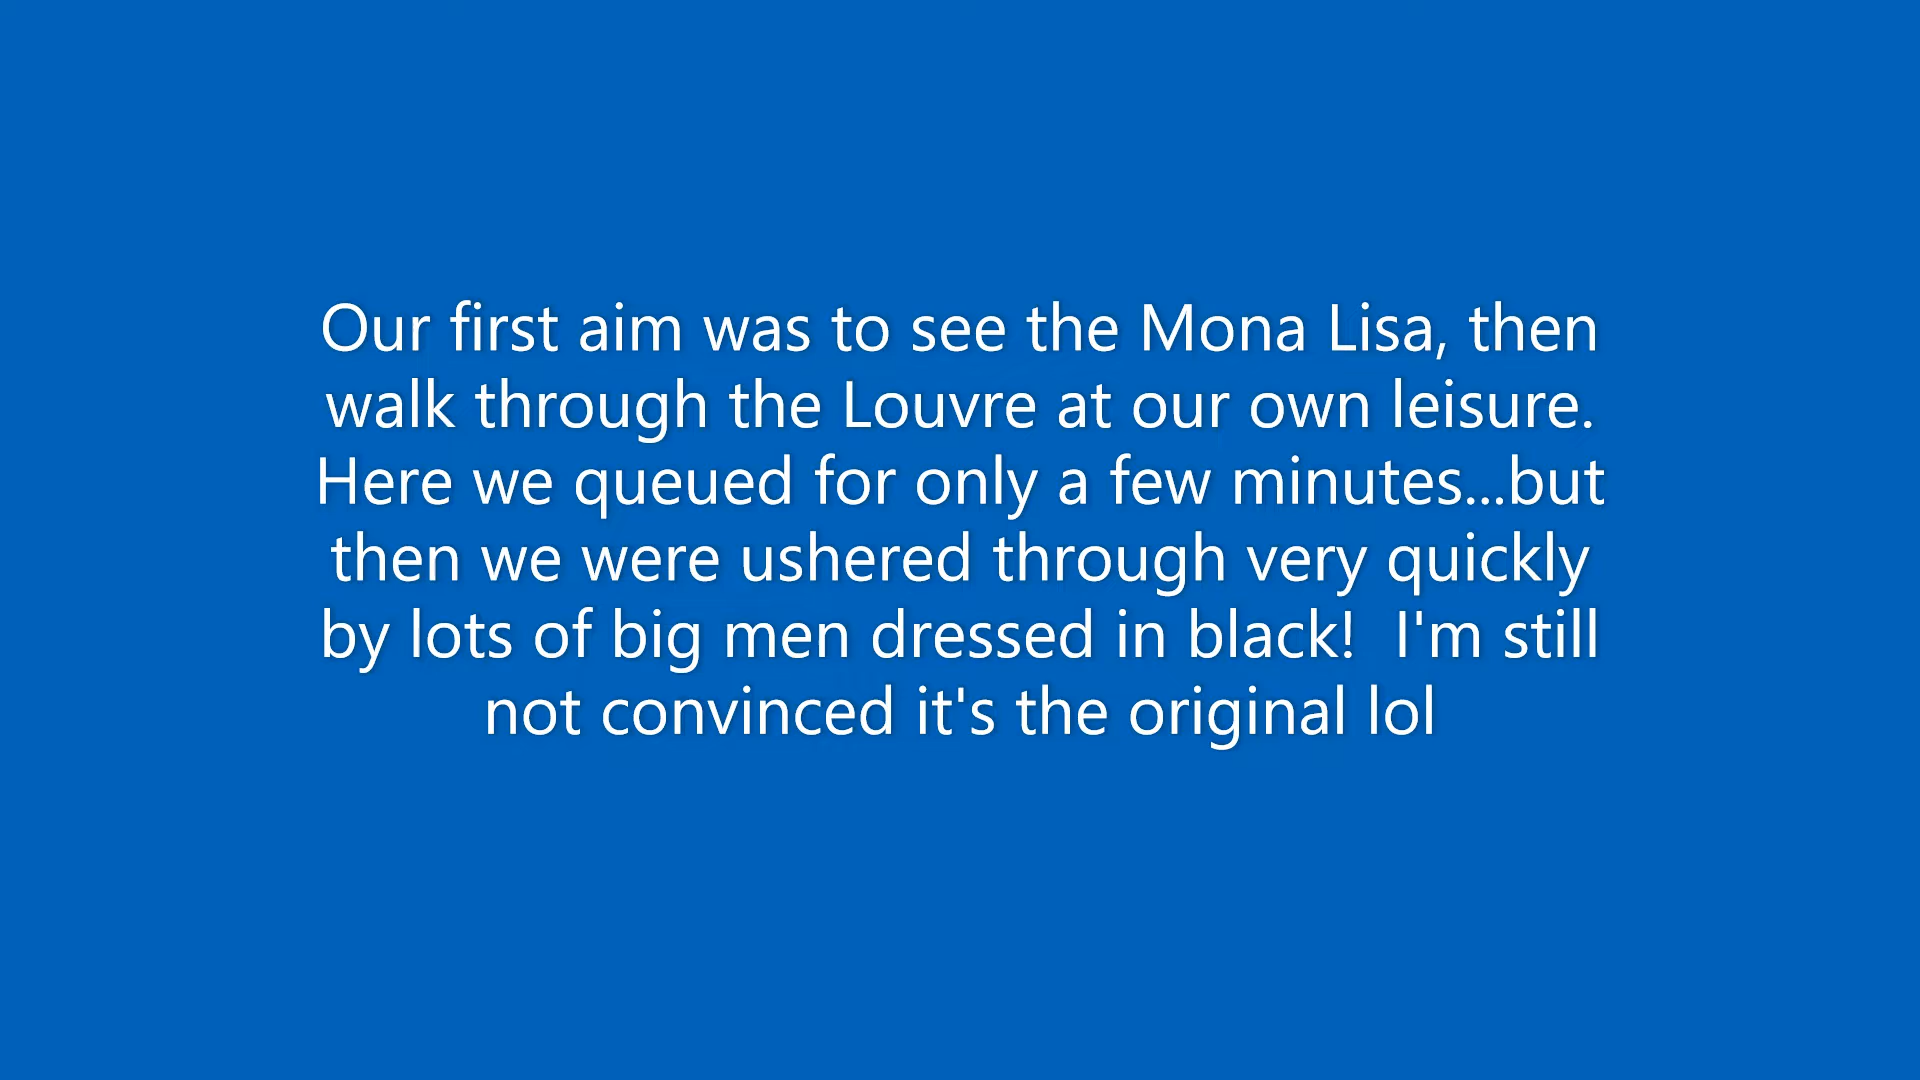 Our first aim was to see the Mona Lisa, then
walk through the Louvre at our own leisure.
Here we queued for only a few minutes...but
then we were ushered through very quickly
by lots of big men dressed in black!  I'm still
not convinced it's the original lol